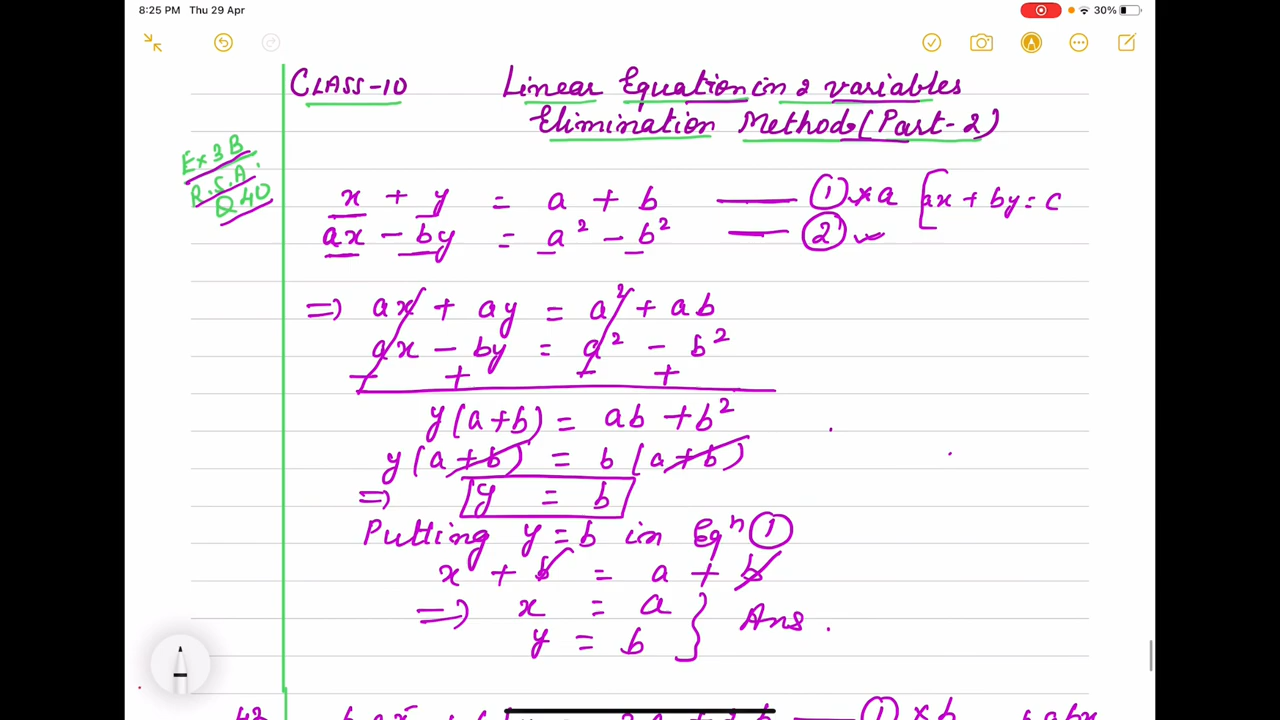 8:25 PM Thu 29 Apr 30%
CLASS-10 Linear Equation in 2 variables
Elimination Method (Part-2)
Ex 3B
R.S.A.
Q 40
x + y = a + b —— ① × a [ax + by = c
ax - by = a² - b² —— ②
⇒ ax + ay = a² + ab
ax - by = a² - b²
- + - +
y(a+b) = ab + b²
y(a+b) = b(a+b)
⇒ y = b
Putting y = b in Eqⁿ ①
x + b = a + b
⇒ x = a
y = b } Ans.